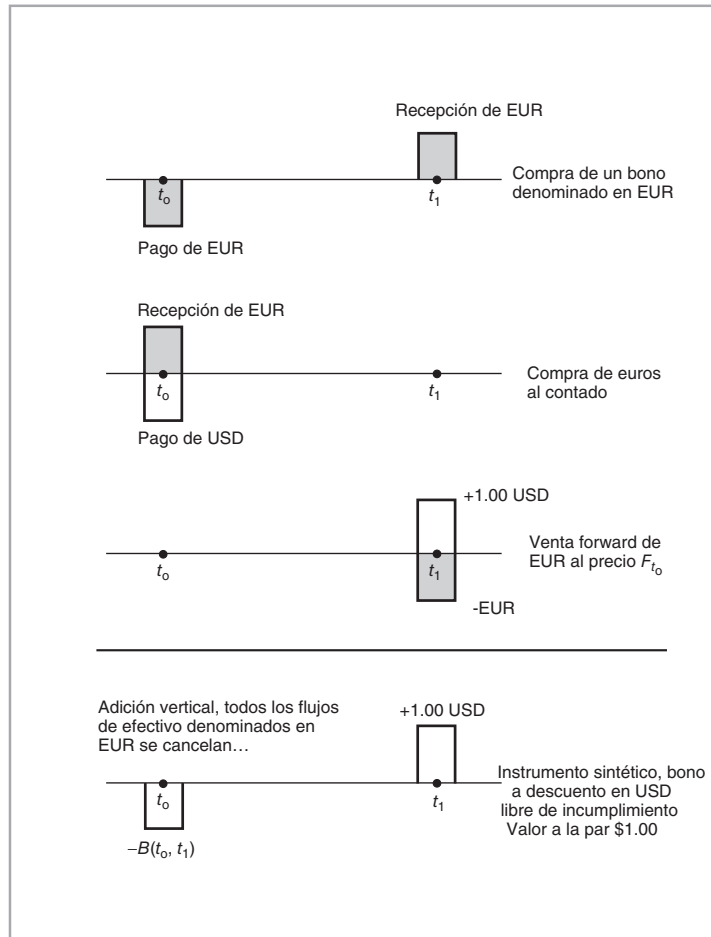 Recepción de EUR
t₀
t₁
Compra de un bono
denominado en EUR
Pago de EUR
Recepción de EUR
t₀
t₁
Compra de euros
al contado
Pago de USD
+1.00 USD
t₀
t₁
Venta forward de
EUR al precio Fₜ₀
-EUR
Adición vertical, todos los flujos
de efectivo denominados en
EUR se cancelan…
+1.00 USD
t₀
t₁
Instrumento sintético, bono
a descuento en USD
libre de incumplimiento
Valor a la par $1.00
–B(t₀, t₁)